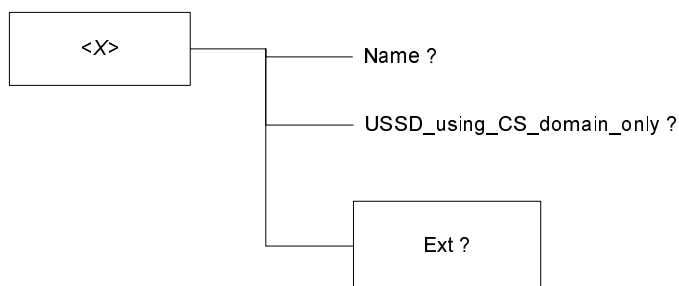 <X>
Name ?
USSD_using_CS_domain_only ?
Ext ?